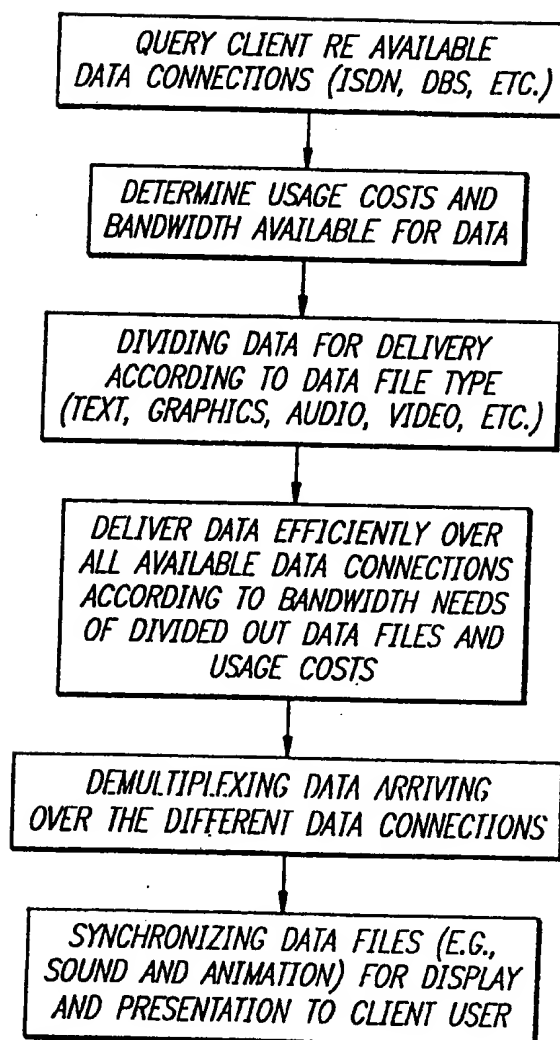 QUERY CLIENT RE AVAILABLE
DATA CONNECTIONS (ISDN, DBS, ETC.)
DETERMINE USAGE COSTS AND
BANDWIDTH AVAILABLE FOR DATA
DIVIDING DATA FOR DELIVERY
ACCORDING TO DATA FILE TYPE
(TEXT, GRAPHICS, AUDIO, VIDEO, ETC.)
DELIVER DATA EFFICIENTLY OVER
ALL AVAILABLE DATA CONNECTIONS
ACCORDING TO BANDWIDTH NEEDS
OF DIVIDED OUT DATA FILES AND
USAGE COSTS
DEMULTIPLEXING DATA ARRIVING
OVER THE DIFFERENT DATA CONNECTIONS
SYNCHRONIZING DATA FILES (E.G.,
SOUND AND ANIMATION) FOR DISPLAY
AND PRESENTATION TO CLIENT USER